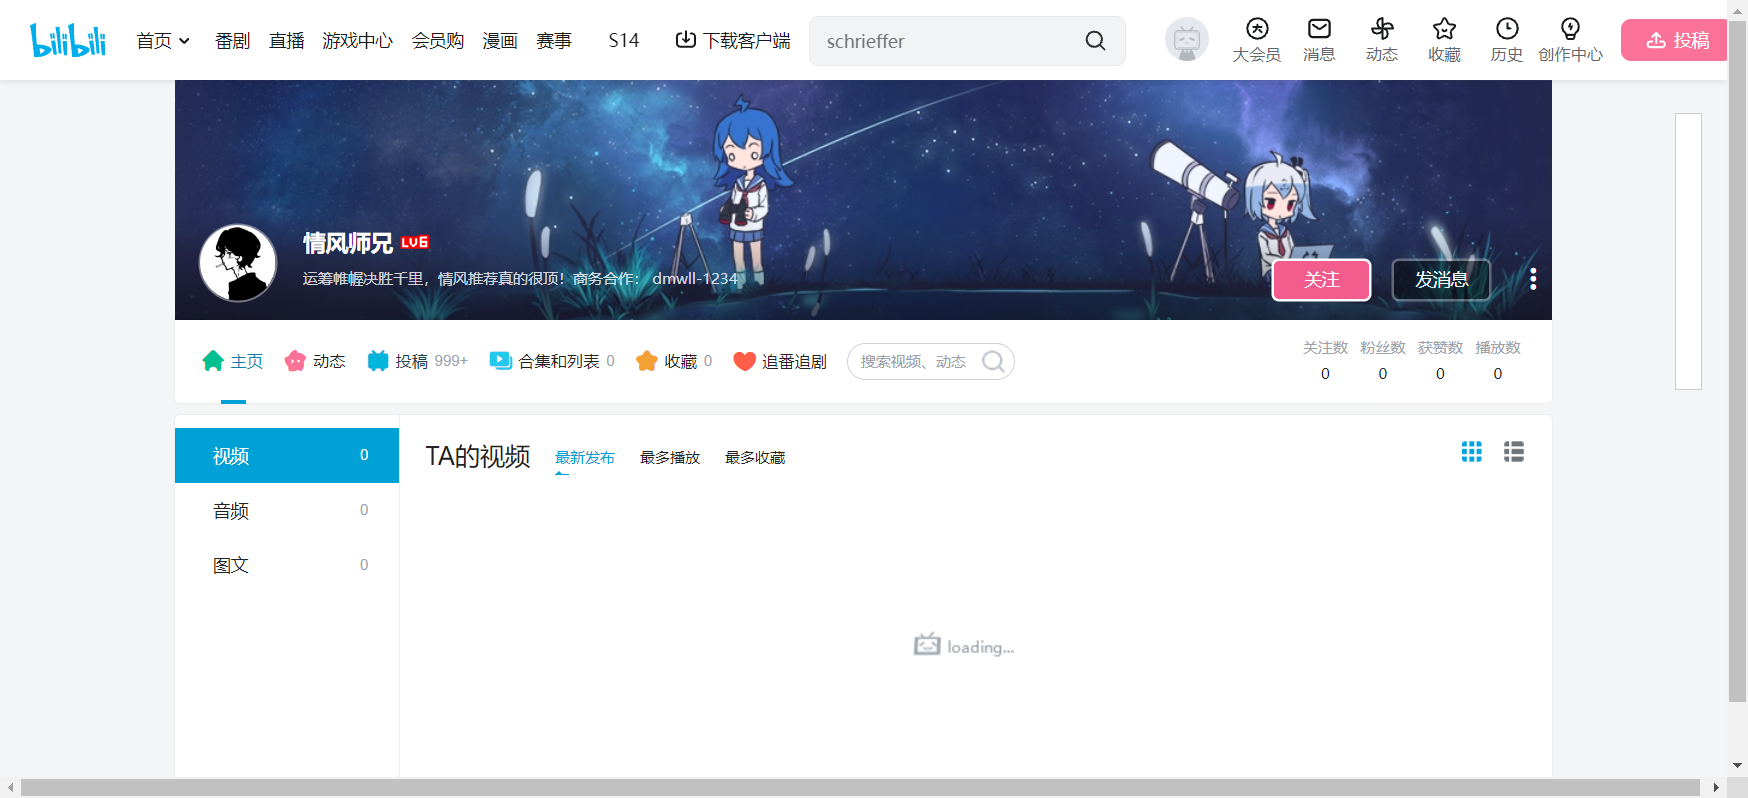 bilibili 首页 番剧 直播 游戏中心 会员购 漫画 赛事 S14 下载客户端 schrieffer 大会员 消息 动态 收藏 历史 创作中心 投稿
情风师兄 LV6
运筹帷幄决胜千里，情风推荐真的很顶！商务合作： dmwll-1234
关注 发消息
主页 动态 投稿 999+ 合集和列表 0 收藏 0 追番追剧 搜索视频、动态
关注数 粉丝数 获赞数 播放数
0 0 0 0
视频 0
音频 0
图文 0
TA的视频 最新发布 最多播放 最多收藏
loading...